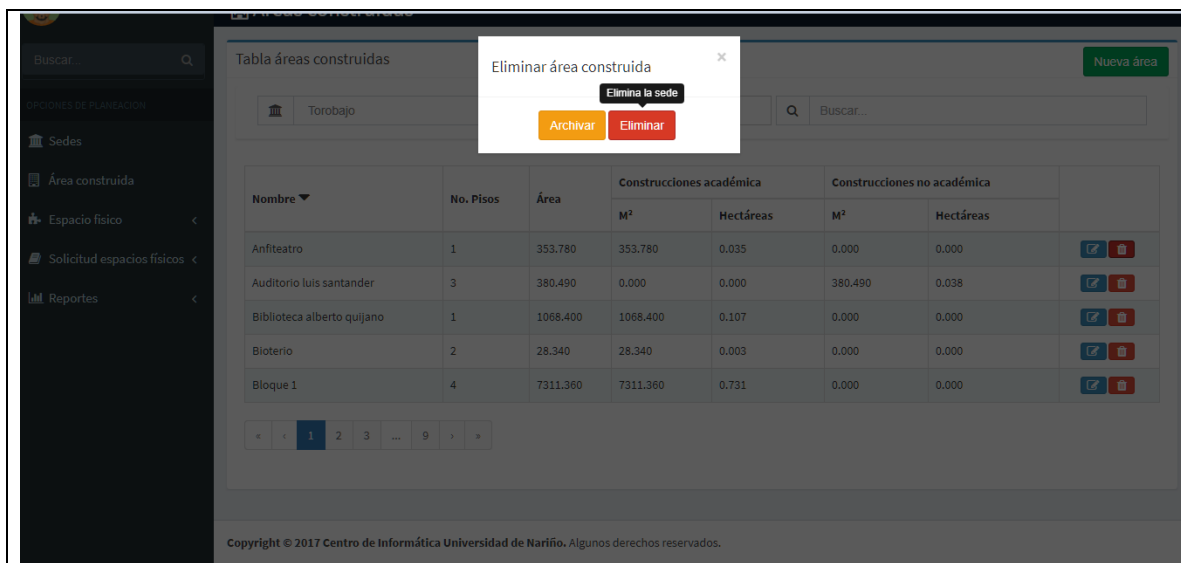 Áreas construidas
Buscar...
Tabla áreas construidas
Eliminar área construida
×
Nueva área
Elimina la sede
OPCIONES DE PLANEACION
Torobajo
Archivar
Eliminar
Buscar...
Sedes
Área construida
Nombre
No. Pisos
Área
Construcciones académica
Construcciones no académica
M²
Hectáreas
M²
Hectáreas
Espacio físico
Anfiteatro 1 353.780 353.780 0.035 0.000 0.000
Solicitud espacios físicos
Auditorio luis santander 3 380.490 0.000 0.000 380.490 0.038
Reportes
Biblioteca alberto quijano 1 1068.400 1068.400 0.107 0.000 0.000
Bioterio 2 28.340 28.340 0.003 0.000 0.000
Bloque 1 4 7311.360 7311.360 0.731 0.000 0.000
« ‹ 1 2 3 ... 9 › »
Copyright © 2017 Centro de Informática Universidad de Nariño. Algunos derechos reservados.